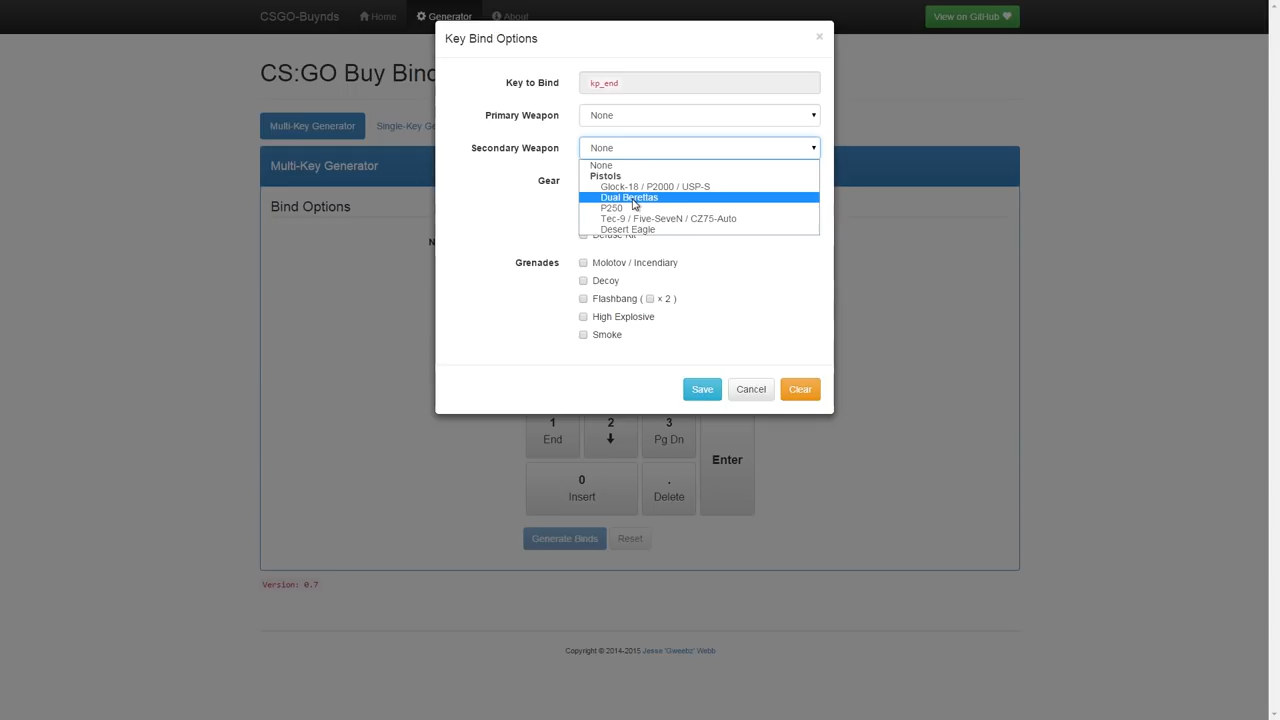 CSGO-Buynds Home Generator About View on GitHub
Key Bind Options ×
CS:GO Buy Bind
Key to Bind kp_end
Primary Weapon None
Multi-Key Generator Single-Key Ge
Secondary Weapon None
None
Pistols
Glock-18 / P2000 / USP-S
Dual Berettas
P250
Tec-9 / Five-SeveN / CZ75-Auto
Desert Eagle
Multi-Key Generator
Gear
Bind Options
Defuse Kit
N
Grenades Molotov / Incendiary
Decoy
Flashbang ( × 2 )
High Explosive
Smoke
Save Cancel Clear
1 2 3
End Pg Dn
Enter
0 .
Insert Delete
Generate Binds Reset
Version: 0.7
Copyright © 2014-2015 Jesse 'Gweebz' Webb